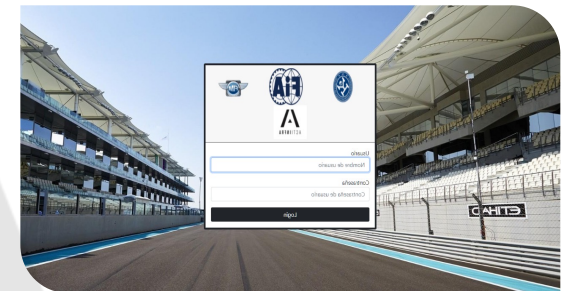 FIA
Usuario
Nombre de usuario
Contraseña
Contraseña de usuario
Login
ETIHAD